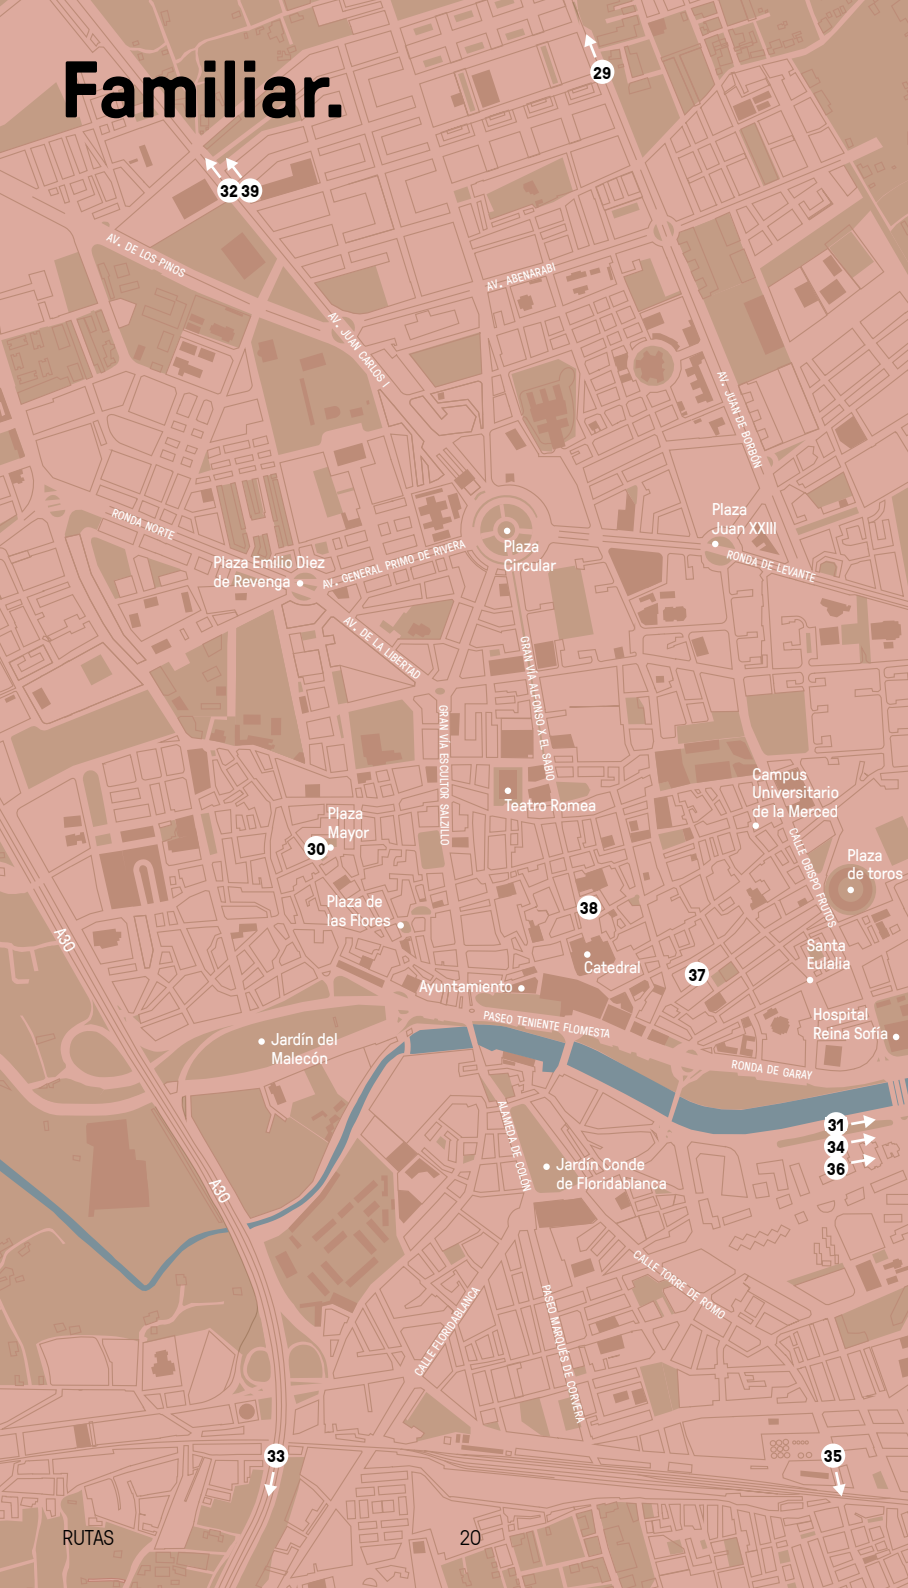 Familiar.
29
32 39
AV. DE LOS PINOS
AV. ABENARABI
AV. JUAN CARLOS I
AV. JUAN DE BORBÓN
RONDA NORTE
Plaza
Juan XXIII
Plaza
Circular
RONDA DE LEVANTE
Plaza Emilio Diez
de Revenga
AV. GENERAL PRIMO DE RIVERA
AV. DE LA LIBERTAD
GRAN VÍA ALFONSO X EL SABIO
GRAN VÍA ESCULTOR SALZILLO
Campus
Universitario
de la Merced
Teatro Romea
Plaza
Mayor
30
CALLE OBISPO FRUTOS
Plaza
de toros
Plaza de
las Flores
38
A30
Catedral
37
Santa
Eulalia
Ayuntamiento
Hospital
Reina Sofía
PASEO TENIENTE FLOMESTA
Jardín del
Malecón
RONDA DE GARAY
ALAMEDA DE COLÓN
31
34
36
Jardín Conde
de Floridablanca
A30
CALLE TORRE DE ROMO
CALLE FLORIDABLANCA
PASEO MARQUÉS DE CORVERA
33
35
RUTAS
20